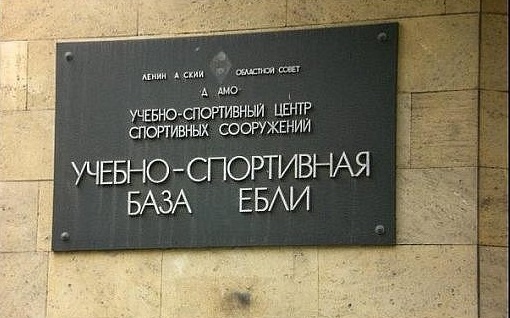 ЛЕНИН А СКИЙ ОБЛАСТНОЙ СОВЕТ
Д АМО
УЧЕБНО-СПОРТИВНЫЙ ЦЕНТР
СПОРТИВНЫХ СООРУЖЕНИЙ
УЧЕБНО-СПОРТИВНАЯ
БАЗА ЕБЛИ